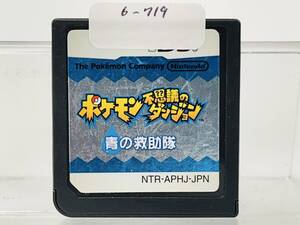 6-719
The Pokémon Company Nintendo
ポケモン不思議のダンジョン
青の救助隊
NTR-APHJ-JPN